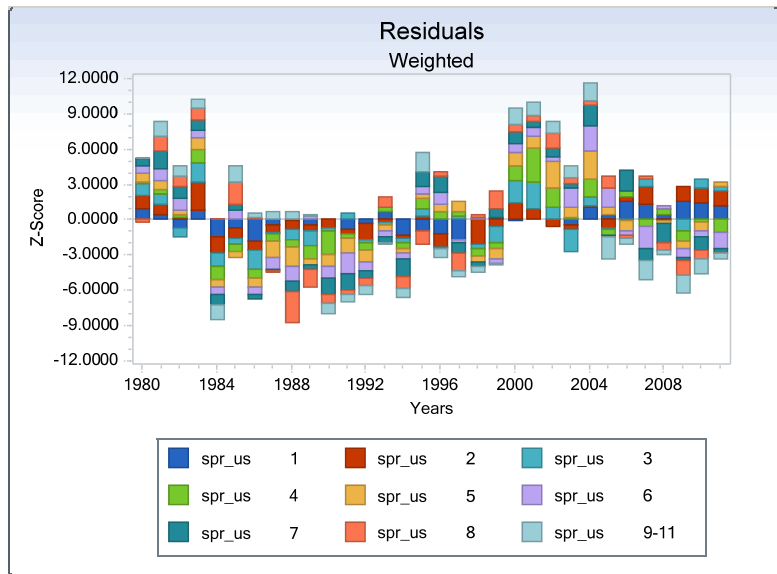 Residuals
Weighted
12.0000
9.0000
6.0000
3.0000
0.0000
-3.0000
-6.0000
-9.0000
-12.0000
Z-Score
1980 1984 1988 1992 1996 2000 2004 2008
Years
spr_us 1 spr_us 2 spr_us 3
spr_us 4 spr_us 5 spr_us 6
spr_us 7 spr_us 8 spr_us 9-11